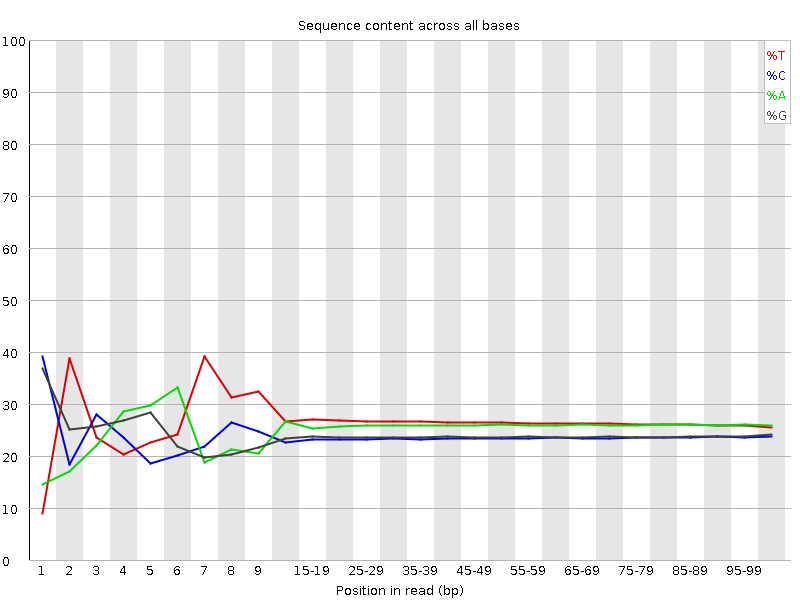 Sequence content across all bases
%T
%C
%A
%G
100
90
80
70
60
50
40
30
20
10
0
1 2 3 4 5 6 7 8 9 15-19 25-29 35-39 45-49 55-59 65-69 75-79 85-89 95-99
Position in read (bp)